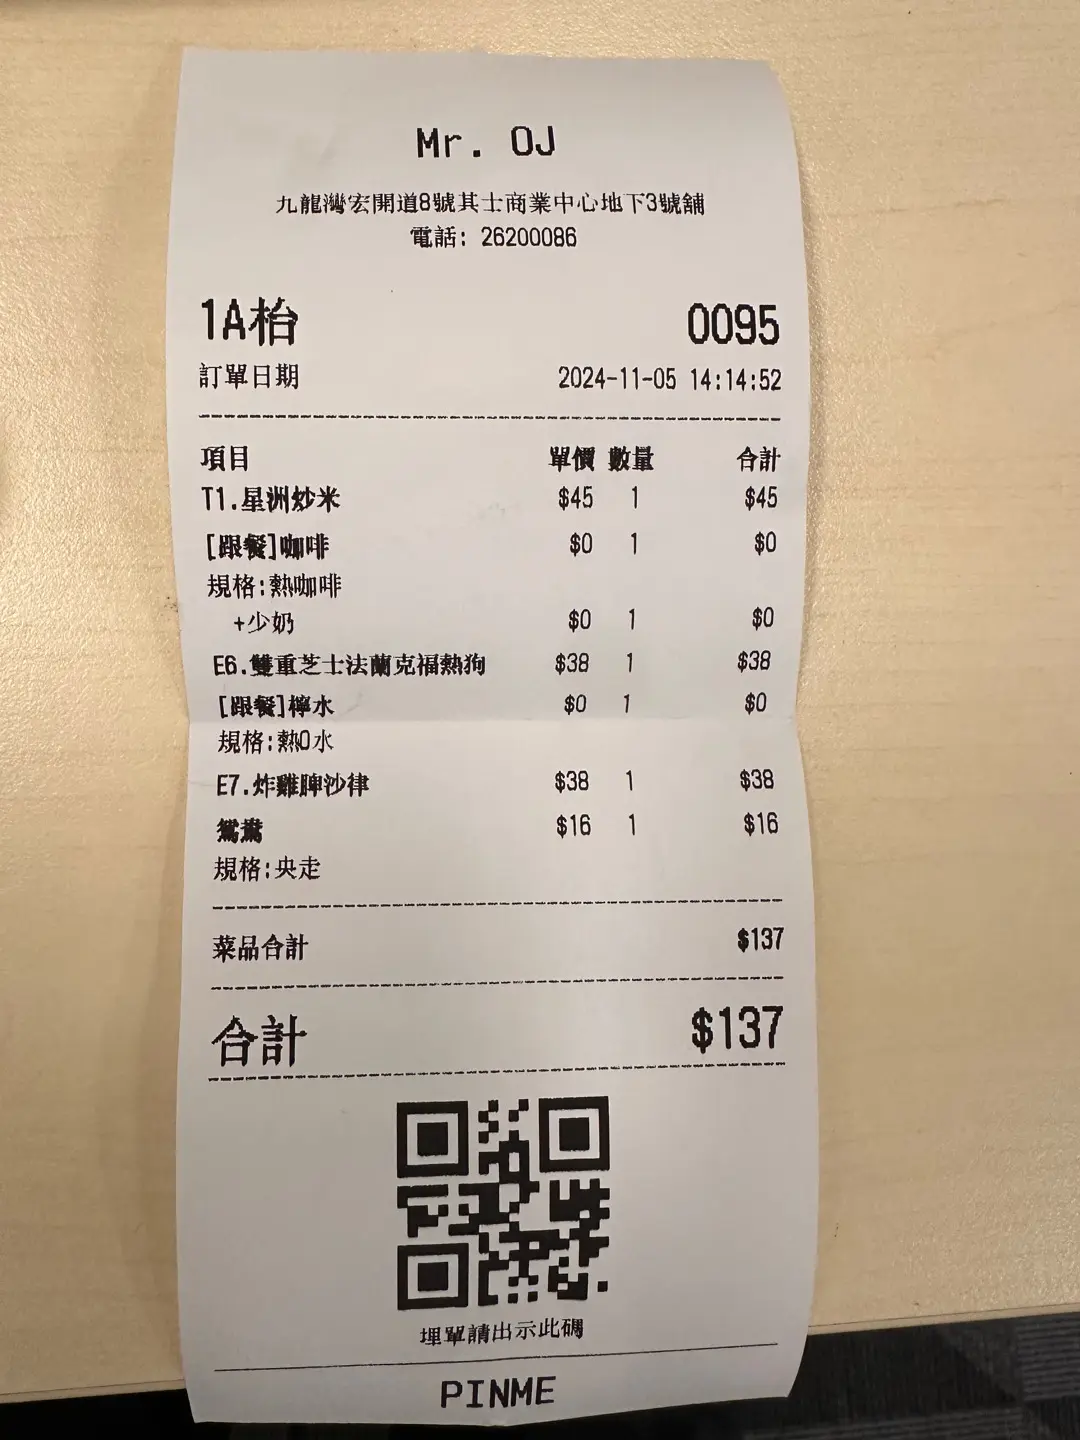 Mr. OJ
九龍灣宏開道8號其士商業中心地下3號舖
電話: 26200086
1A枱 0095
訂單日期 2024-11-05 14:14:52
項目 單價 數量 合計
T1.星洲炒米 $45 1 $45
[跟餐]咖啡 $0 1 $0
規格:熱咖啡
+少奶 $0 1 $0
E6.雙重芝士法蘭克福熱狗 $38 1 $38
[跟餐]檸水 $0 1 $0
規格:熱0水
E7.炸雞脾沙律 $38 1 $38
鴛鴦 $16 1 $16
規格:央走
菜品合計 $137
合計 $137
埋單請出示此碼
PINME